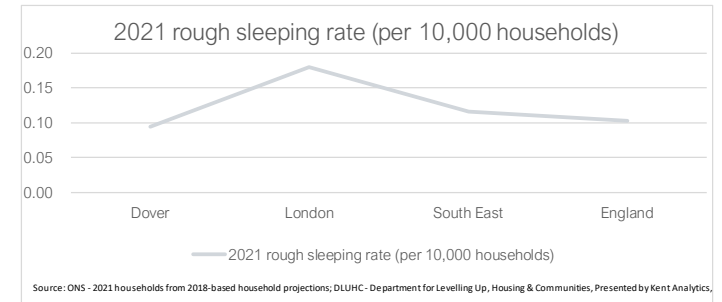 2021 rough sleeping rate (per 10,000 households)
0.20
0.15
0.10
0.05
0.00
Dover London South East England
2021 rough sleeping rate (per 10,000 households)
Source: ONS - 2021 households from 2018-based household projections; DLUHC - Department for Levelling Up, Housing & Communities, Presented by Kent Analytics,